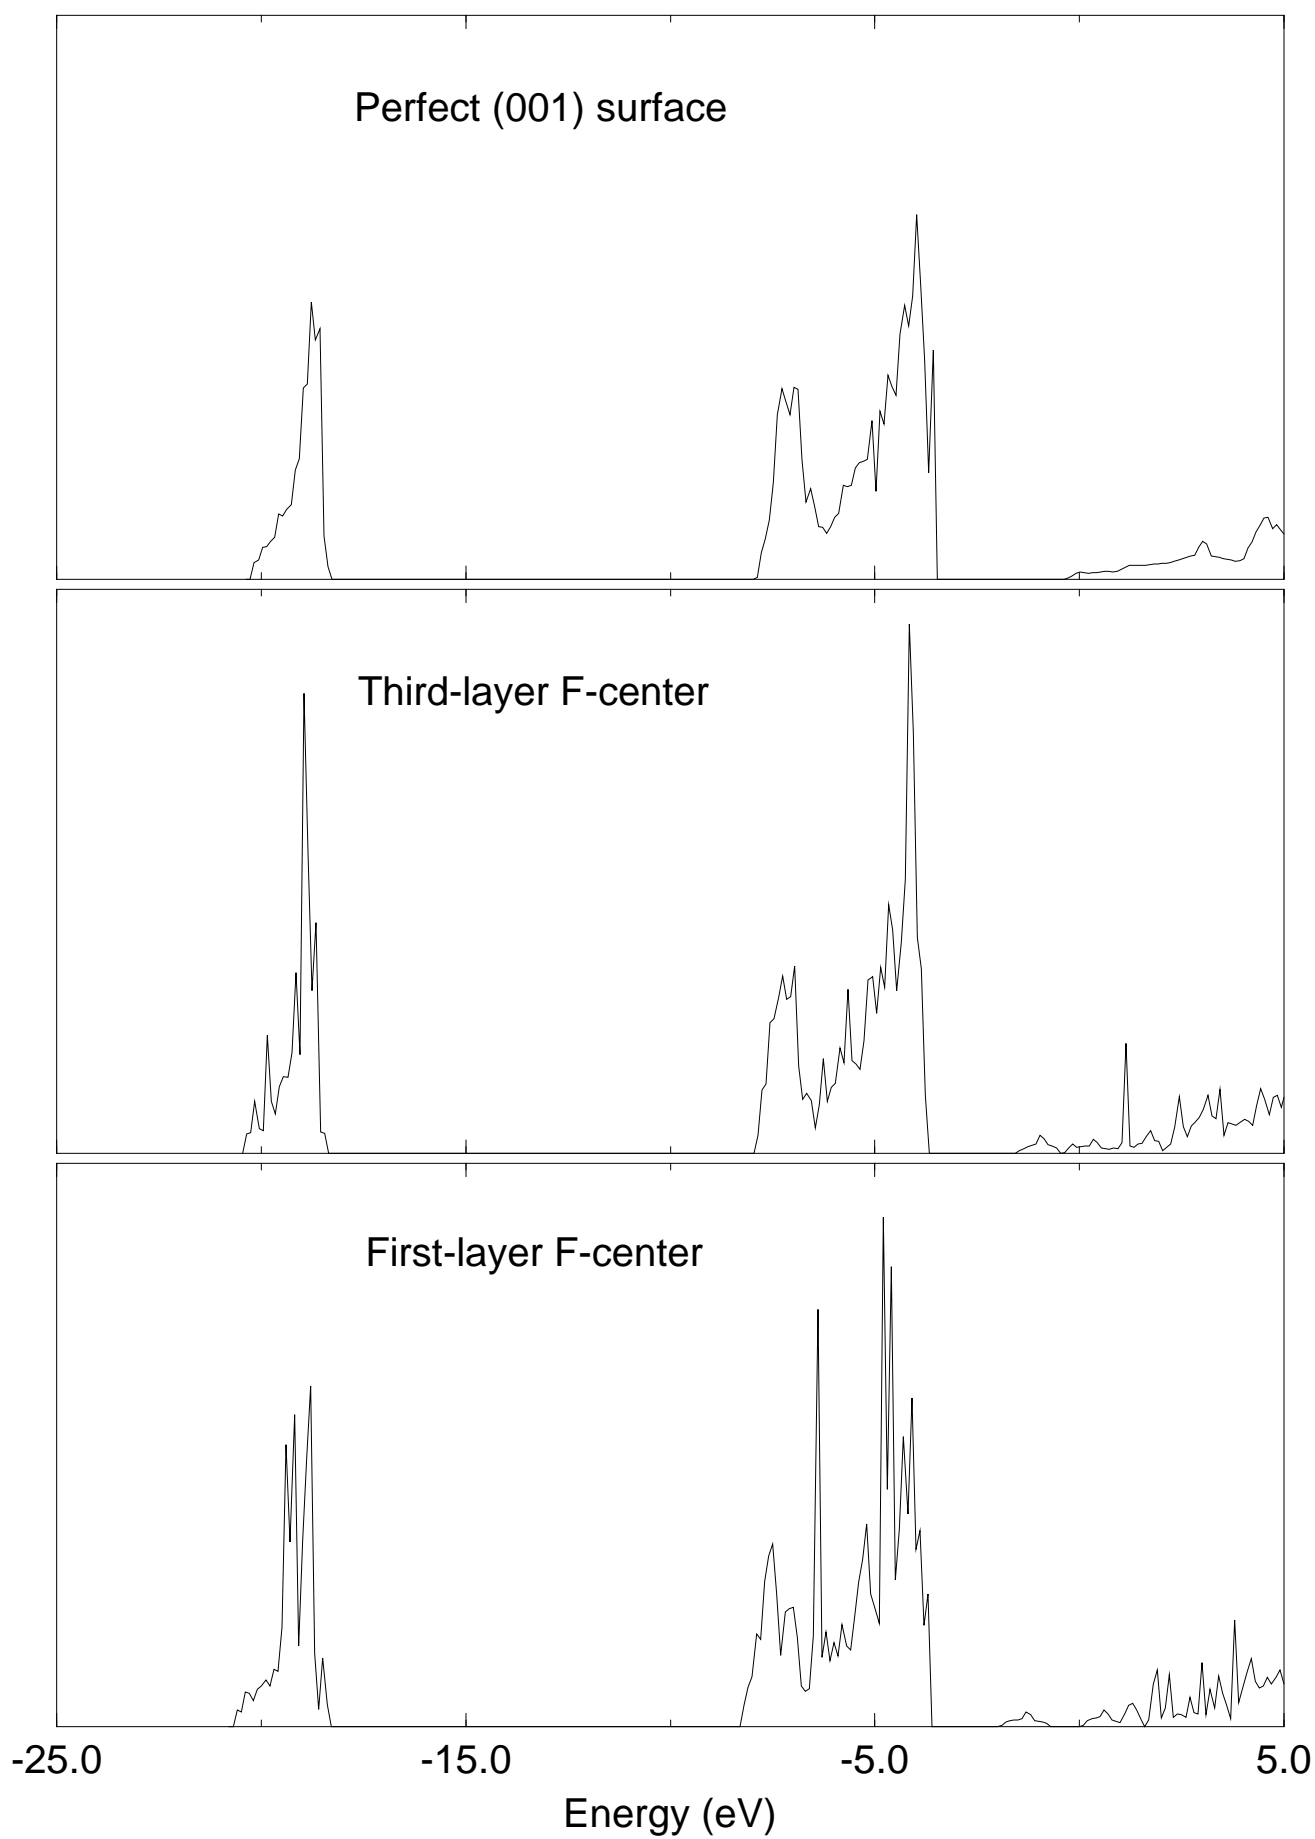 Perfect (001) surface
Third-layer F-center
First-layer F-center
-25.0 -15.0 -5.0 5.0
Energy (eV)